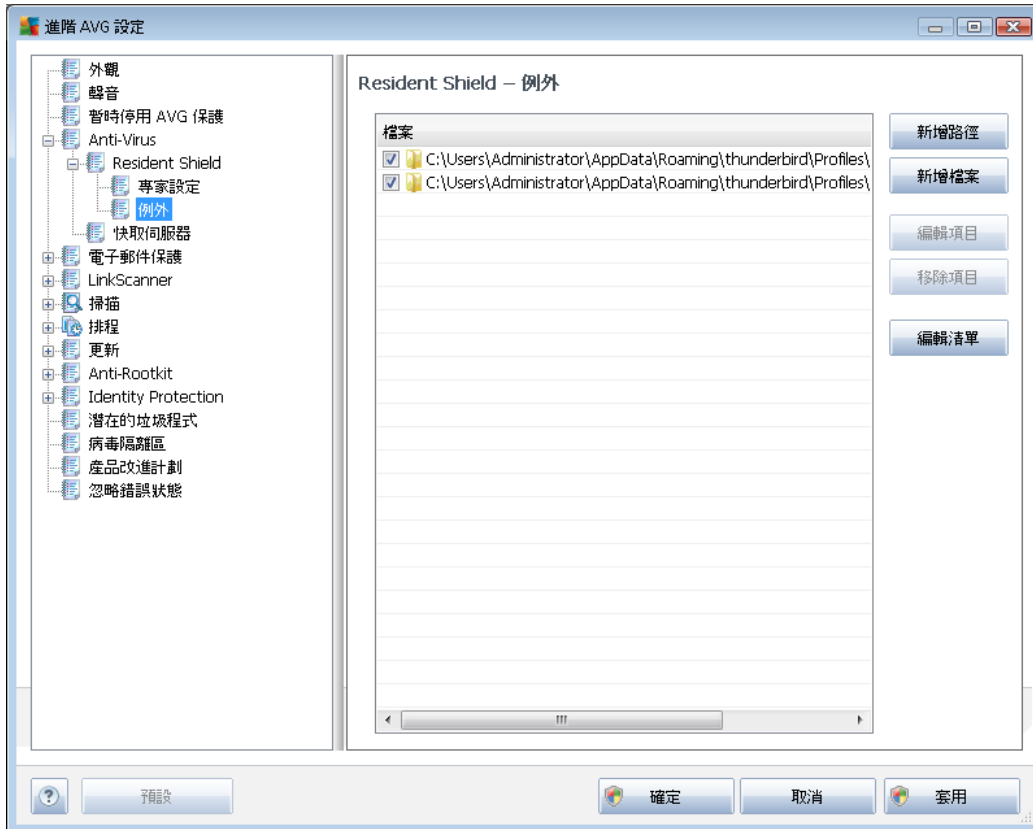 進階 AVG 設定
外觀
聲音
暫時停用 AVG 保護
Anti-Virus
Resident Shield
專家設定
例外
快取伺服器
電子郵件保護
LinkScanner
掃描
排程
更新
Anti-Rootkit
Identity Protection
潛在的垃圾程式
病毒隔離區
產品改進計劃
忽略錯誤狀態
Resident Shield – 例外
檔案
C:\Users\Administrator\AppData\Roaming\thunderbird\Profiles\
C:\Users\Administrator\AppData\Roaming\thunderbird\Profiles\
新增路徑
新增檔案
編輯項目
移除項目
編輯清單
?
預設
確定
取消
套用